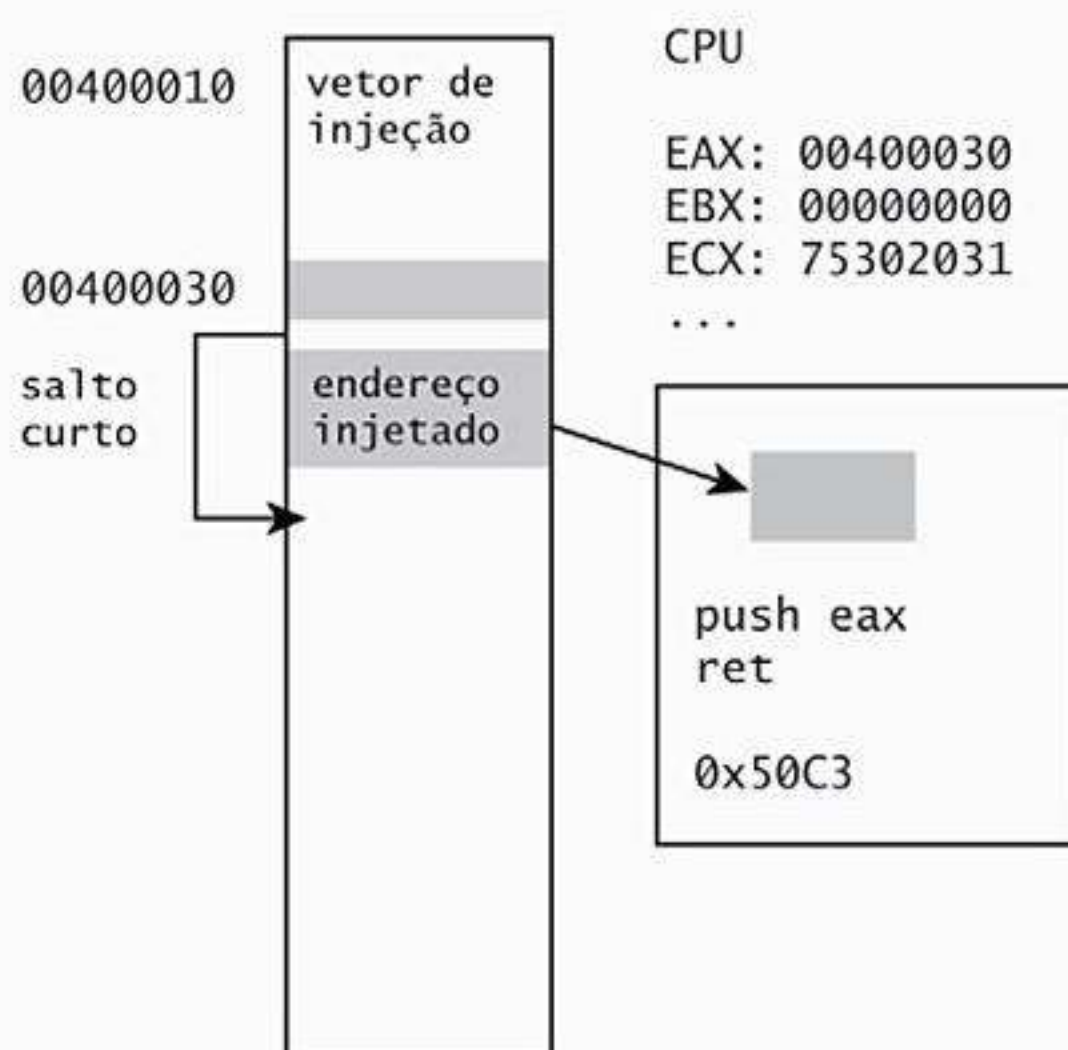 00400010
vetor de
injeção
00400030
salto
curto
endereço
injetado
CPU
EAX: 00400030
EBX: 00000000
ECX: 75302031
...
push eax
ret
0x50C3